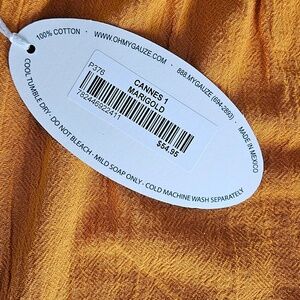 100% COTTON • WWW.OHMYGAUZE.COM • 888.MYGAUZE (694-2893) • MADE IN MEXICO
COOL TUMBLE DRY • DO NOT BLEACH • MILD SOAP ONLY • COLD MACHINE WASH SEPARATELY
P376
CANNES 1
MARIGOLD
$54.95